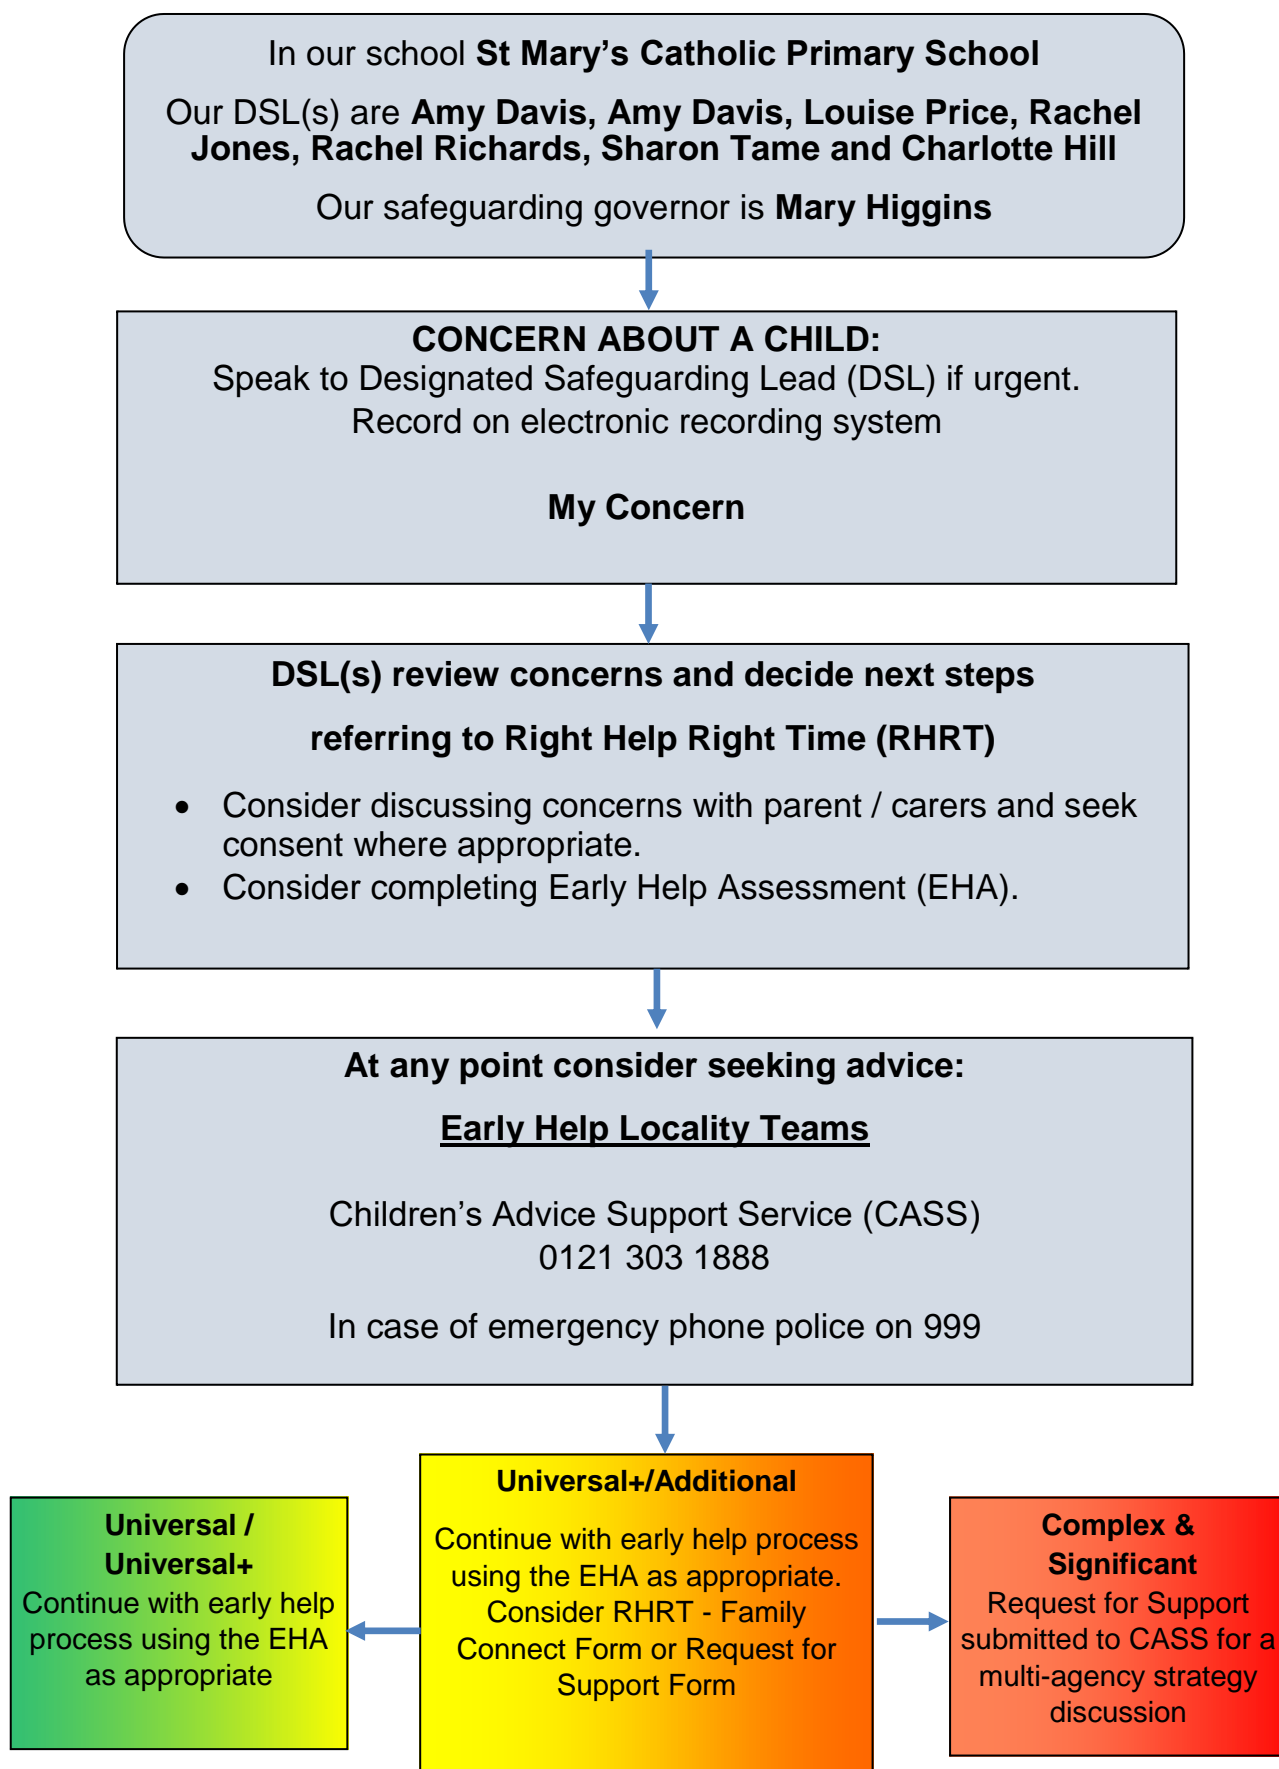 In our school St Mary’s Catholic Primary School
Our DSL(s) are Amy Davis, Amy Davis, Louise Price, Rachel
Jones, Rachel Richards, Sharon Tame and Charlotte Hill
Our safeguarding governor is Mary Higgins
CONCERN ABOUT A CHILD:
Speak to Designated Safeguarding Lead (DSL) if urgent.
Record on electronic recording system
My Concern
DSL(s) review concerns and decide next steps
referring to Right Help Right Time (RHRT)
• Consider discussing concerns with parent / carers and seek
consent where appropriate.
• Consider completing Early Help Assessment (EHA).
At any point consider seeking advice:
Early Help Locality Teams
Children’s Advice Support Service (CASS)
0121 303 1888
In case of emergency phone police on 999
Universal /
Universal+
Continue with early help
process using the EHA
as appropriate
Universal+/Additional
Continue with early help process
using the EHA as appropriate.
Consider RHRT - Family
Connect Form or Request for
Support Form
Complex &
Significant
Request for Support
submitted to CASS for a
multi-agency strategy
discussion